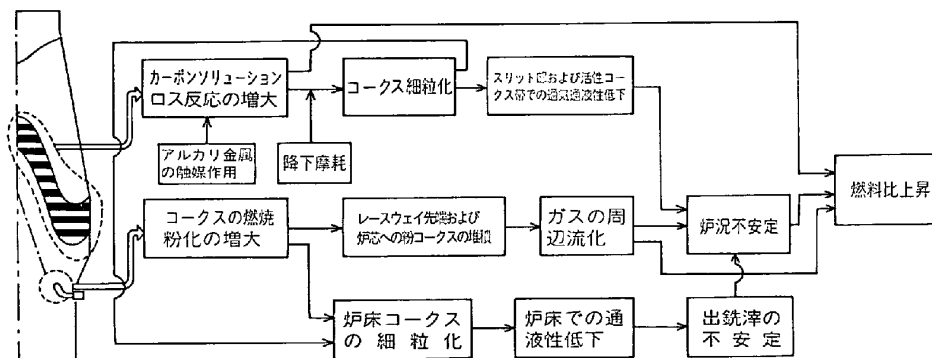 カーボンソリューション
ロス反応の増大
コークス細粒化
スリット部および活性コー
クス帯での通気通液性低下
アルカリ金属
の触媒作用
降下摩耗
燃料比上昇
コークスの燃焼
粉化の増大
レースウェイ先端および
炉芯への粉コークスの堆積
ガスの周
辺流化
炉況不安定
炉床コークス
の細粒化
炉床での通
液性低下
出銑滓の
不安定